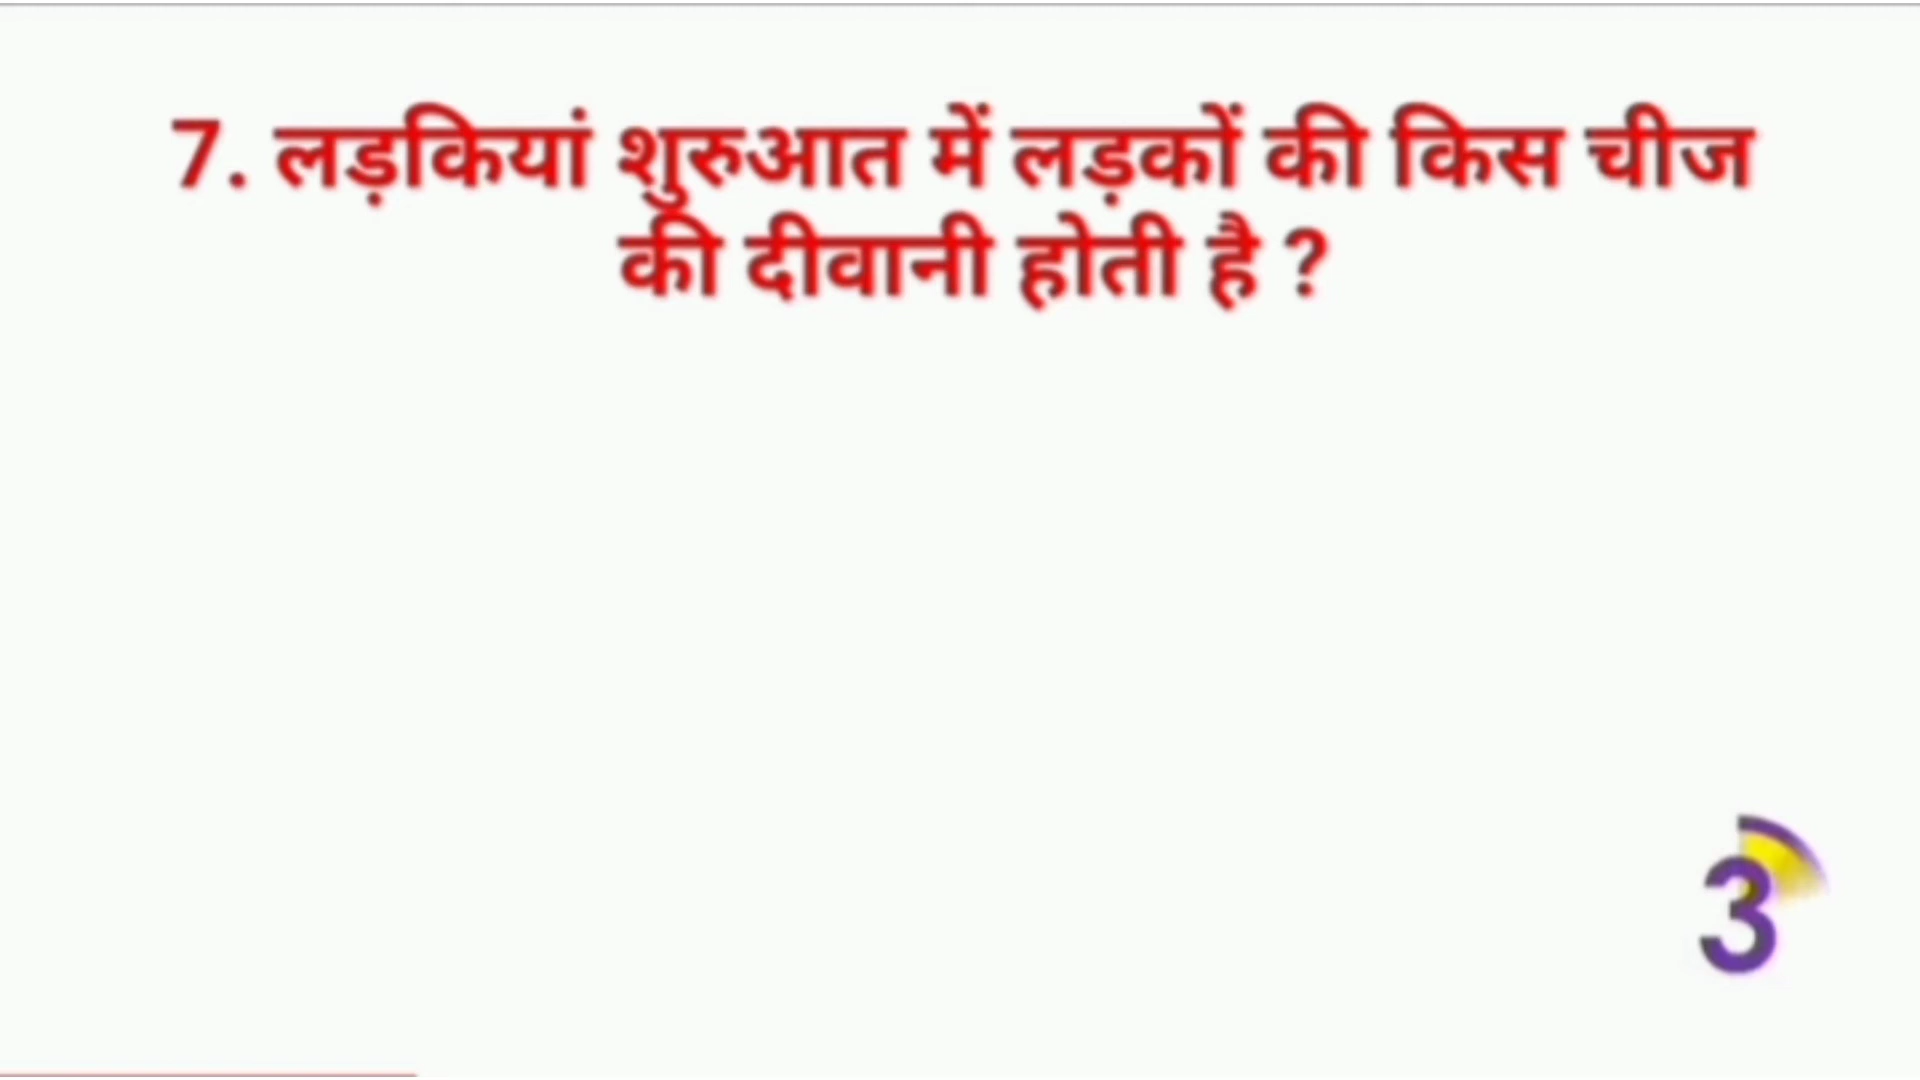 7. लड़कियां शुरुआत में लड़कों की किस चीज
की दीवानी होती है ?
3